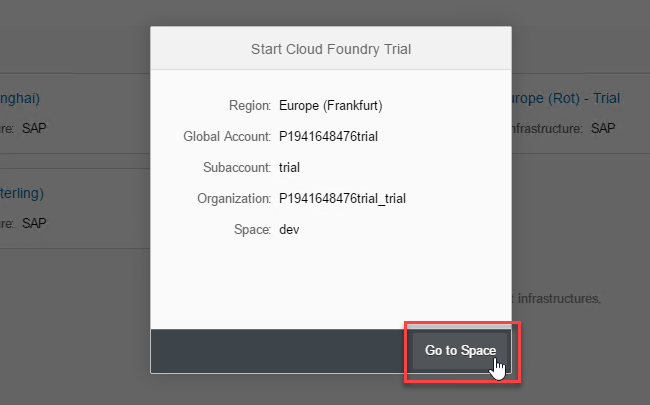 Start Cloud Foundry Trial
nghai)
urope (Rot) - Trial
Region: Europe (Frankfurt)
re: SAP
nfrastructure: SAP
Global Account: P1941648476trial
Subaccount: trial
terling)
Organization: P1941648476trial_trial
re: SAP
Space: dev
t infrastructures.
Go to Space